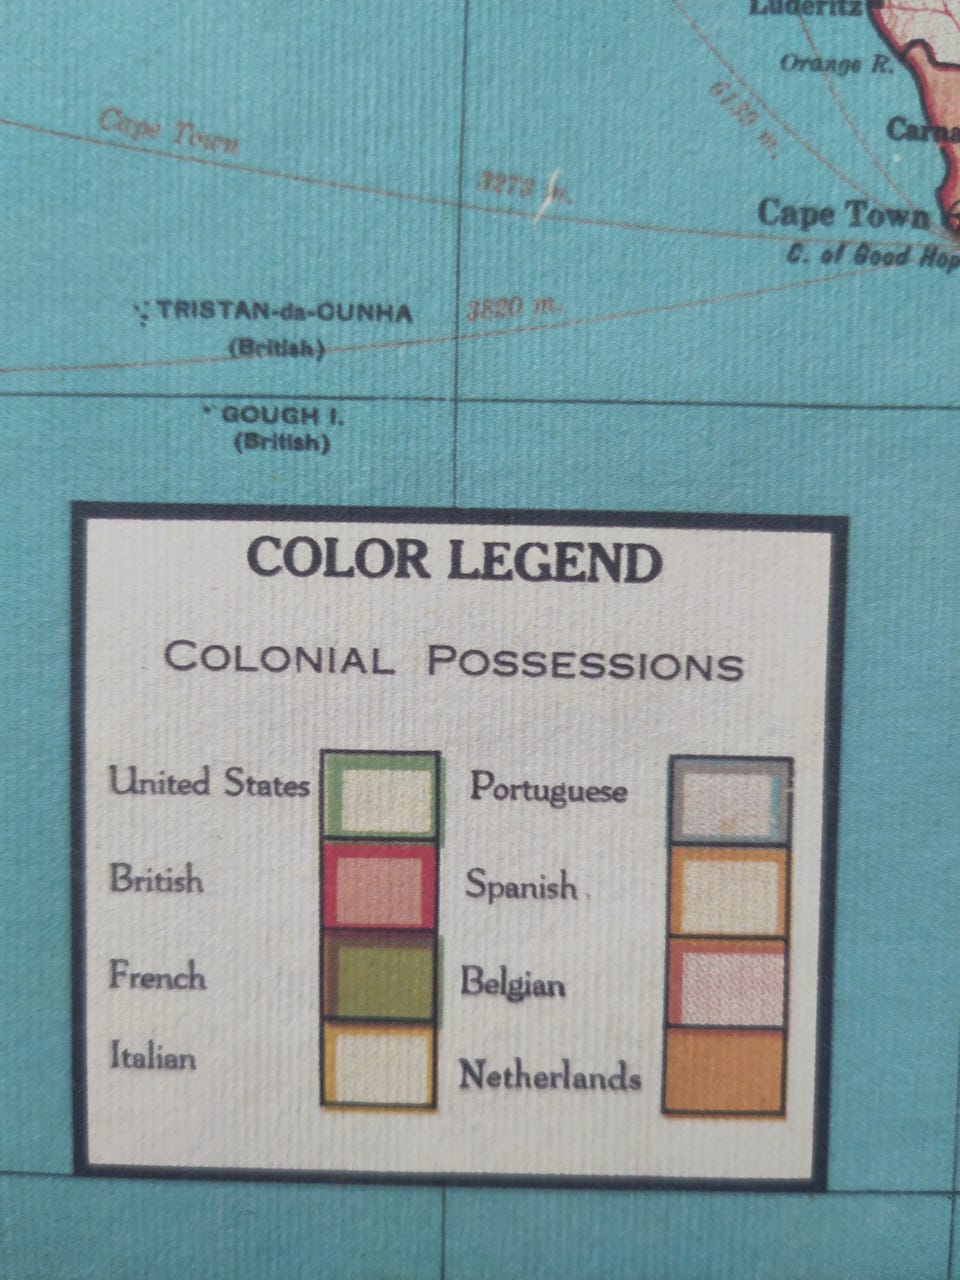 Luderitz
Orange R.
6139 m.
Cape Town
Cape Town
3273 m.
C. of Good Hop
TRISTAN-da-CUNHA
3820 m.
(British)
GOUGH I.
(British)
COLOR LEGEND
COLONIAL POSSESSIONS
United States
Portuguese
British
Spanish
French
Belgian
Italian
Netherlands